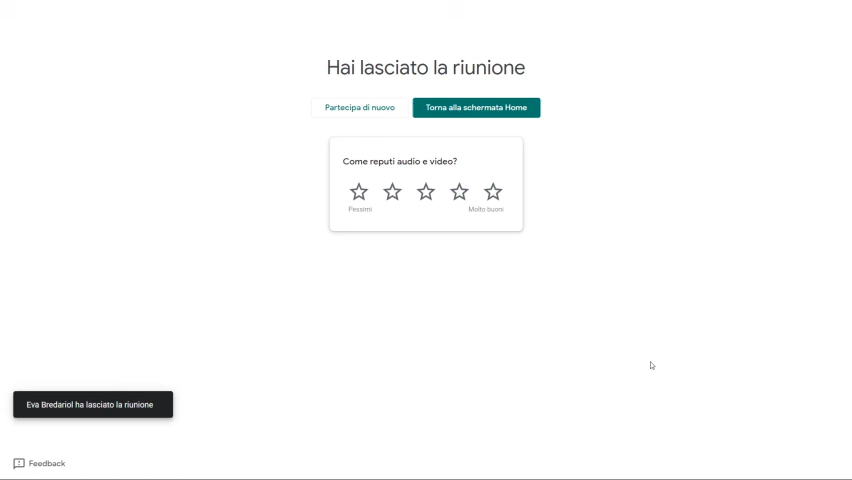 Hai lasciato la riunione
Partecipa di nuovo
Torna alla schermata Home
Come reputi audio e video?
Pessimi
Molto buoni
Eva Bredariol ha lasciato la riunione
Feedback